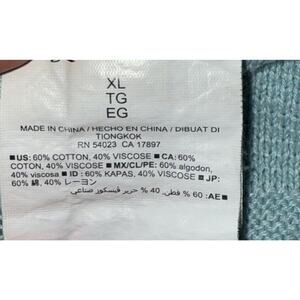 XL
TG
EG
MADE IN CHINA / HECHO EN CHINA / DIBUAT DI
TIONGKOK
RN 54023 CA 17897
■ US: 60% COTTON, 40% VISCOSE ■ CA: 60%
COTON, 40% VISCOSE ■ MX/CL/PE: 60% algodon,
40% viscosa ■ ID : 60% KAPAS, 40% VISCOSE ■ JP:
60% 綿, 40% レーヨン
■ AE: 60 % قطن, 40 % حرير فيسكوز صناعي